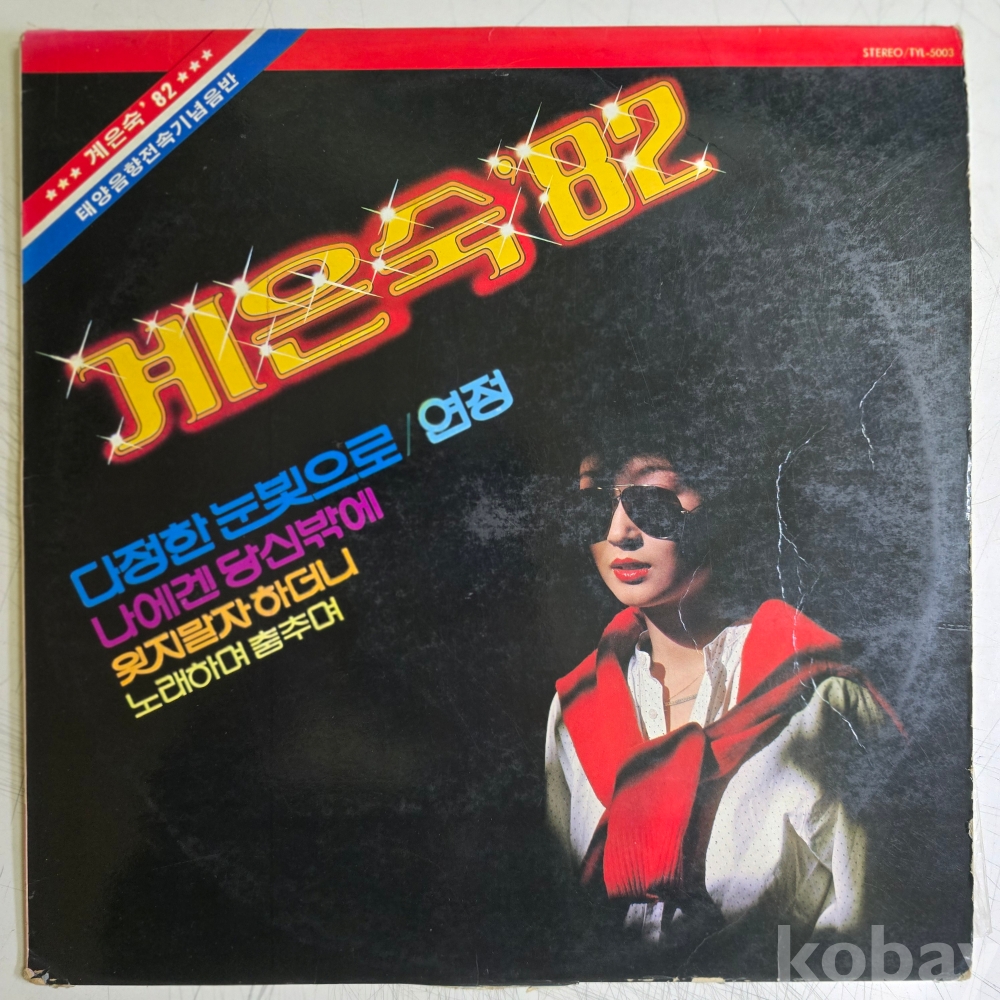 STEREO/TYL-5003
★★★ 계은숙'82 ★★★
태양음향전속기념음반
계은숙'82
다정한 눈빛으로/연정
나에겐 당신밖에
잊지말자하더니
노래하며 춤추며
kobay